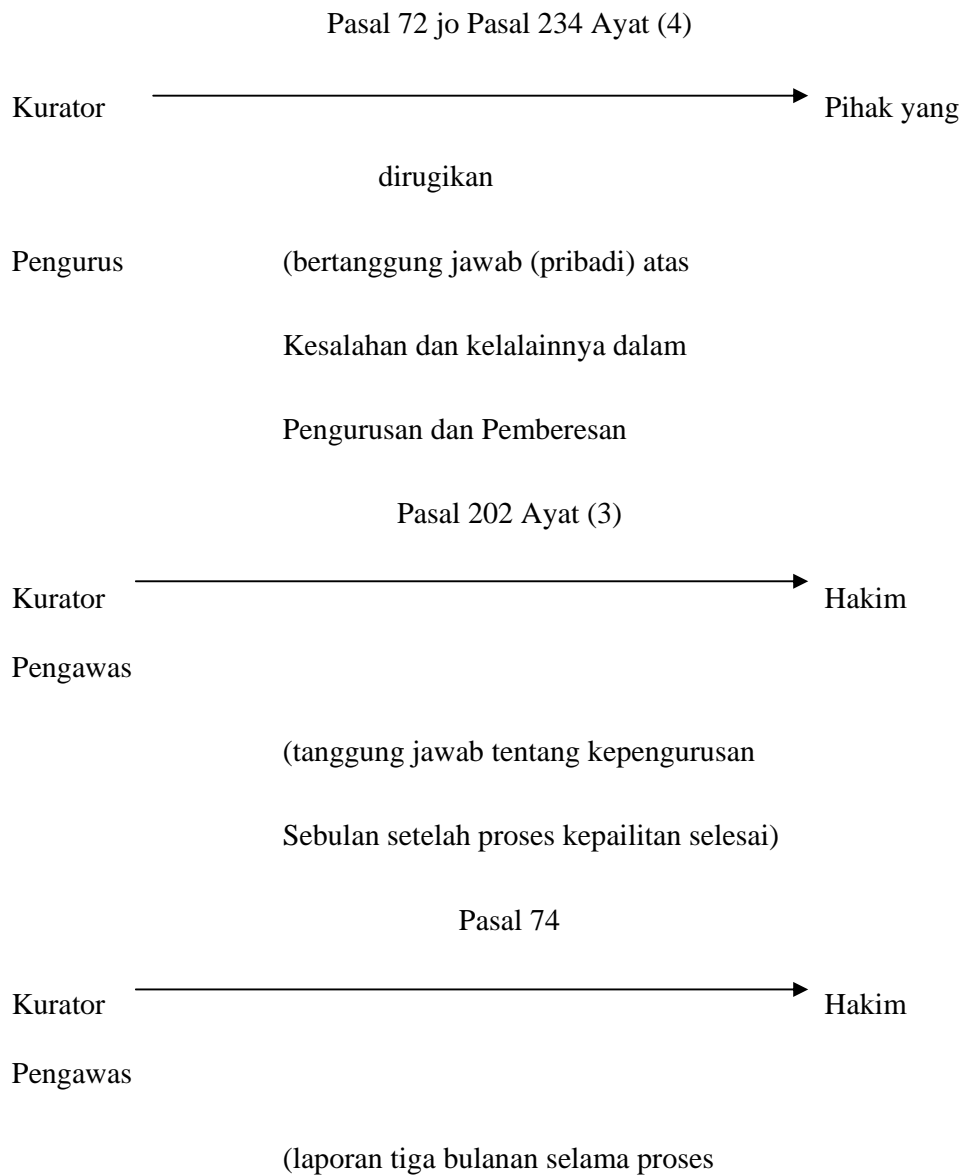 Pasal 72 jo Pasal 234 Ayat (4)
Kurator Pihak yang
dirugikan
Pengurus (bertanggung jawab (pribadi) atas
Kesalahan dan kelalainnya dalam
Pengurusan dan Pemberesan
Pasal 202 Ayat (3)
Kurator Hakim
Pengawas
(tanggung jawab tentang kepengurusan
Sebulan setelah proses kepailitan selesai)
Pasal 74
Kurator Hakim
Pengawas
(laporan tiga bulanan selama proses